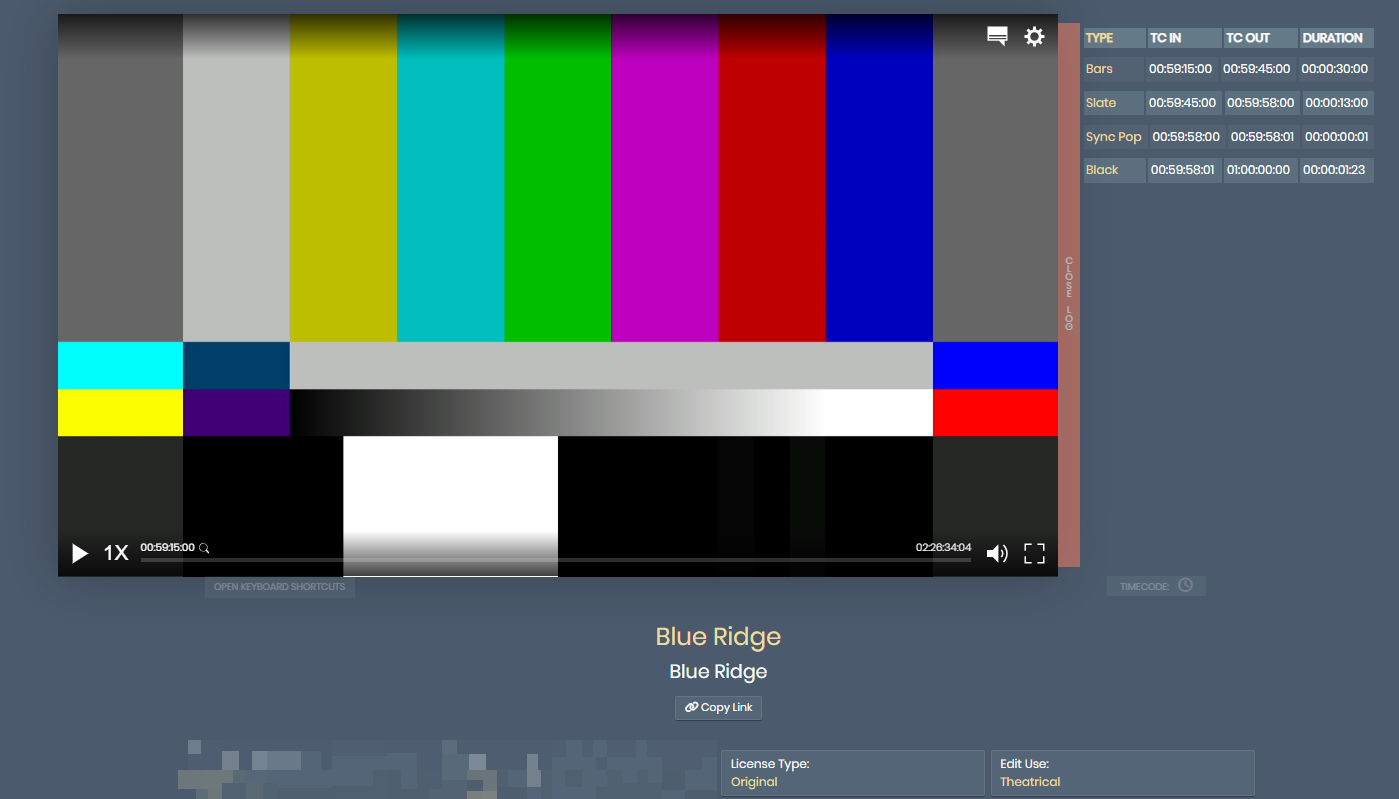 TYPE TC IN TC OUT DURATION
Bars 00:59:15:00 00:59:45:00 00:00:30:00
Slate 00:59:45:00 00:59:58:00 00:00:13:00
Sync Pop 00:59:58:00 00:59:58:01 00:00:00:01
Black 00:59:58:01 01:00:00:00 00:00:01:23
CLOSE LOG
1X 00:59:15:00 02:26:34:04
OPEN KEYBOARD SHORTCUTS
TIMECODE:
Blue Ridge
Blue Ridge
Copy Link
License Type:
Original
Edit Use:
Theatrical